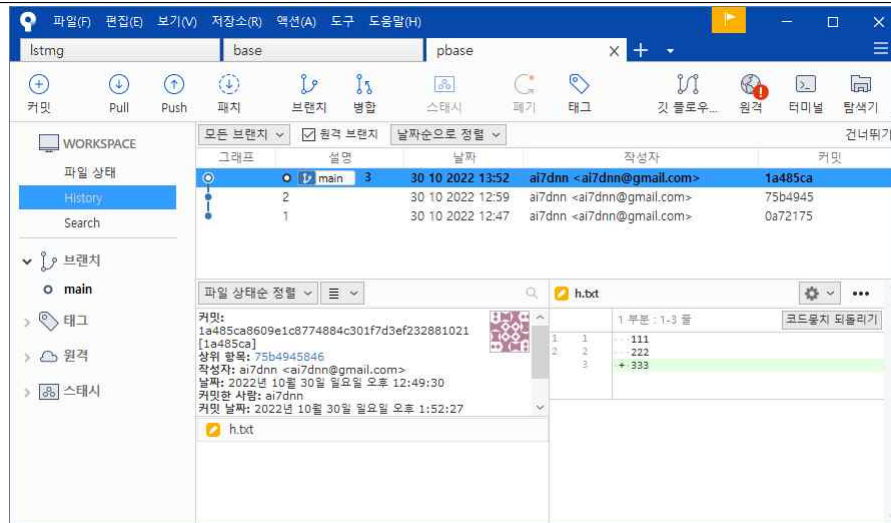 파일(F) 편집(E) 보기(V) 저장소(R) 액션(A) 도구 도움말(H)
lstmg base pbase
커밋 Pull Push 패치 브랜치 병합 스태시 폐기 태그 깃 플로우... 원격 터미널 탐색기
WORKSPACE
파일 상태
History
Search
브랜치
main
태그
원격
스태시
모든 브랜치 원격 브랜치 날짜순으로 정렬 건너뛰기
그래프 설명 날짜 작성자 커밋
main 3 30 10 2022 13:52 ai7dnn <ai7dnn@gmail.com> 1a485ca
2 30 10 2022 12:59 ai7dnn <ai7dnn@gmail.com> 75b4945
1 30 10 2022 12:47 ai7dnn <ai7dnn@gmail.com> 0a72175
파일 상태순 정렬
커밋:
1a485ca8609e1c8774884c301f7d3ef232881021
[1a485ca]
상위 항목: 75b4945846
작성자: ai7dnn <ai7dnn@gmail.com>
날짜: 2022년 10월 30일 일요일 오후 12:49:30
커밋한 사람: ai7dnn
커밋 날짜: 2022년 10월 30일 일요일 오후 1:52:27
h.txt
h.txt
1 부분 : 1-3 줄 코드뭉치 되돌리기
1 1 111
2 2 222
3 + 333